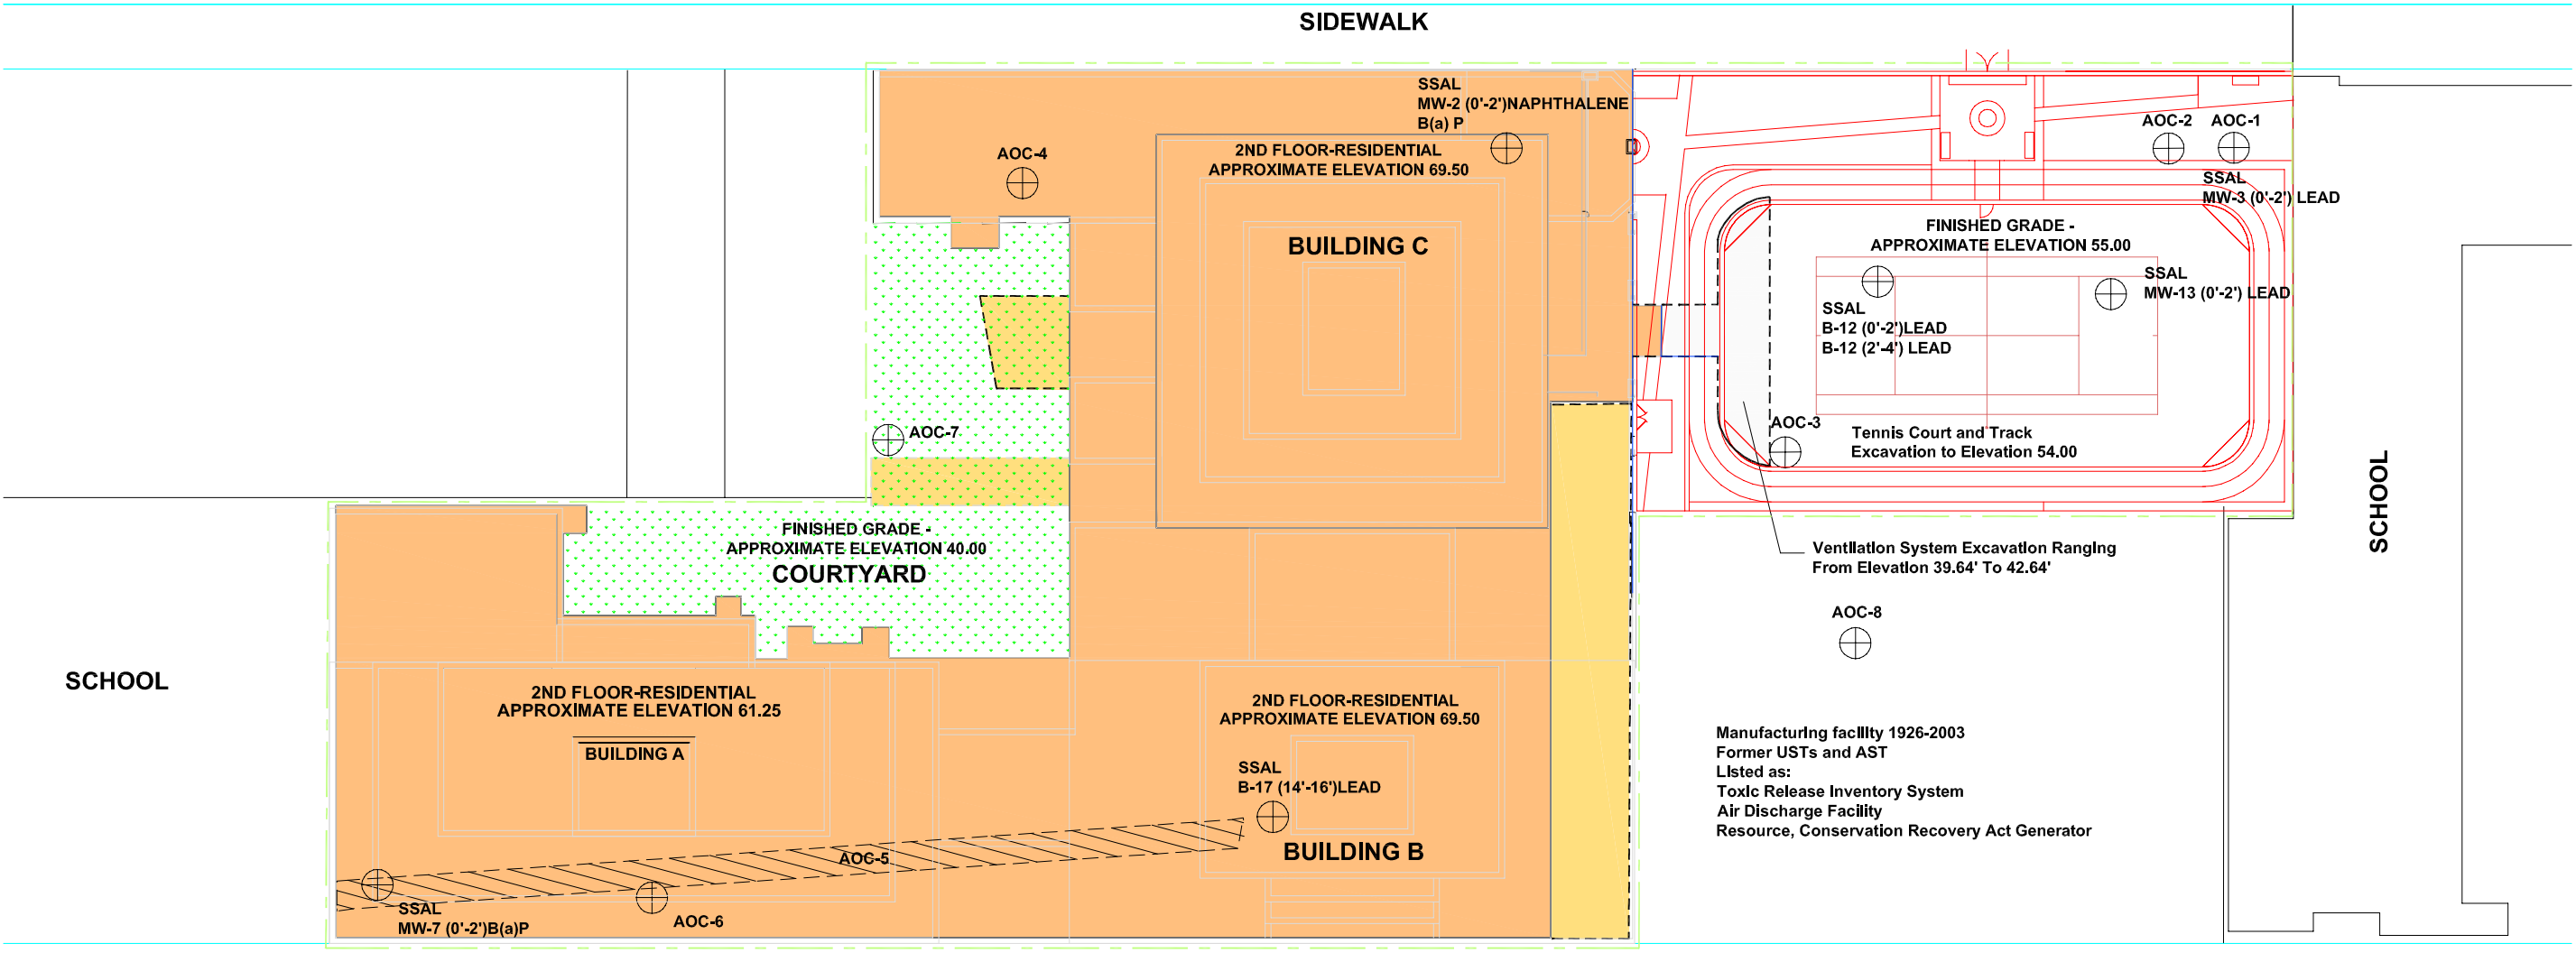 SIDEWALK
SSAL
MW-2 (0'-2')NAPHTHALENE
B(a) P
AOC-4
2ND FLOOR-RESIDENTIAL
APPROXIMATE ELEVATION 69.50
BUILDING C
AOC-2
AOC-1
SSAL
MW-3 (0'-2') LEAD
FINISHED GRADE -
APPROXIMATE ELEVATION 55.00
SSAL
MW-13 (0'-2') LEAD
SSAL
B-12 (0'-2')LEAD
B-12 (2'-4') LEAD
AOC-3
Tennis Court and Track
Excavation to Elevation 54.00
AOC-7
FINISHED GRADE -
APPROXIMATE ELEVATION 40.00
COURTYARD
Ventilation System Excavation Ranging
From Elevation 39.64' To 42.64'
SCHOOL
AOC-8
SCHOOL
2ND FLOOR-RESIDENTIAL
APPROXIMATE ELEVATION 61.25
BUILDING A
2ND FLOOR-RESIDENTIAL
APPROXIMATE ELEVATION 69.50
SSAL
B-17 (14'-16')LEAD
BUILDING B
Manufacturing facility 1926-2003
Former USTs and AST
Listed as:
Toxic Release Inventory System
Air Discharge Facility
Resource, Conservation Recovery Act Generator
AOC-5
SSAL
MW-7 (0'-2')B(a)P
AOC-6